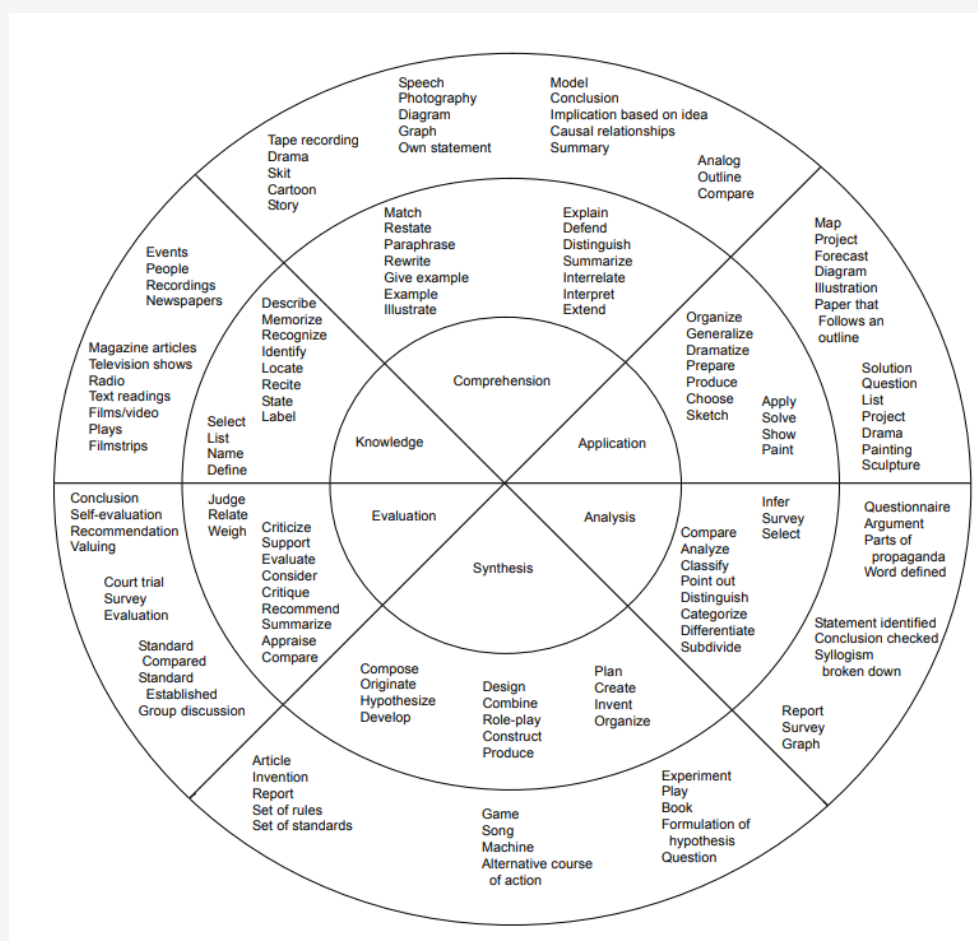 Speech
Photography
Diagram
Graph
Own statement
Model
Conclusion
Implication based on idea
Causal relationships
Summary
Tape recording
Drama
Skit
Cartoon
Story
Analog
Outline
Compare
Match
Restate
Paraphrase
Rewrite
Give example
Example
Illustrate
Explain
Defend
Distinguish
Summarize
Interrelate
Interpret
Extend
Comprehension
Events
People
Recordings
Newspapers
Magazine articles
Television shows
Radio
Text readings
Films/video
Plays
Filmstrips
Describe
Memorize
Recognize
Identify
Locate
Recite
State
Label
Select
List
Name
Define
Knowledge
Application
Organize
Generalize
Dramatize
Prepare
Produce
Choose
Sketch
Apply
Solve
Show
Paint
Map
Project
Forecast
Diagram
Illustration
Paper that
Follows an
outline
Solution
Question
List
Project
Drama
Painting
Sculpture
Conclusion
Self-evaluation
Recommendation
Valuing
Court trial
Survey
Evaluation
Standard
Compared
Standard
Established
Group discussion
Judge
Relate
Weigh
Criticize
Support
Evaluate
Consider
Critique
Recommend
Summarize
Appraise
Compare
Evaluation
Synthesis
Analysis
Infer
Survey
Select
Compare
Analyze
Classify
Point out
Distinguish
Categorize
Differentiate
Subdivide
Questionnaire
Argument
Parts of
propaganda
Word defined
Statement identified
Conclusion checked
Syllogism
broken down
Report
Survey
Graph
Compose
Originate
Hypothesize
Develop
Design
Combine
Role-play
Construct
Produce
Plan
Create
Invent
Organize
Article
Invention
Report
Set of rules
Set of standards
Game
Song
Machine
Alternative course
of action
Experiment
Play
Book
Formulation of
hypothesis
Question